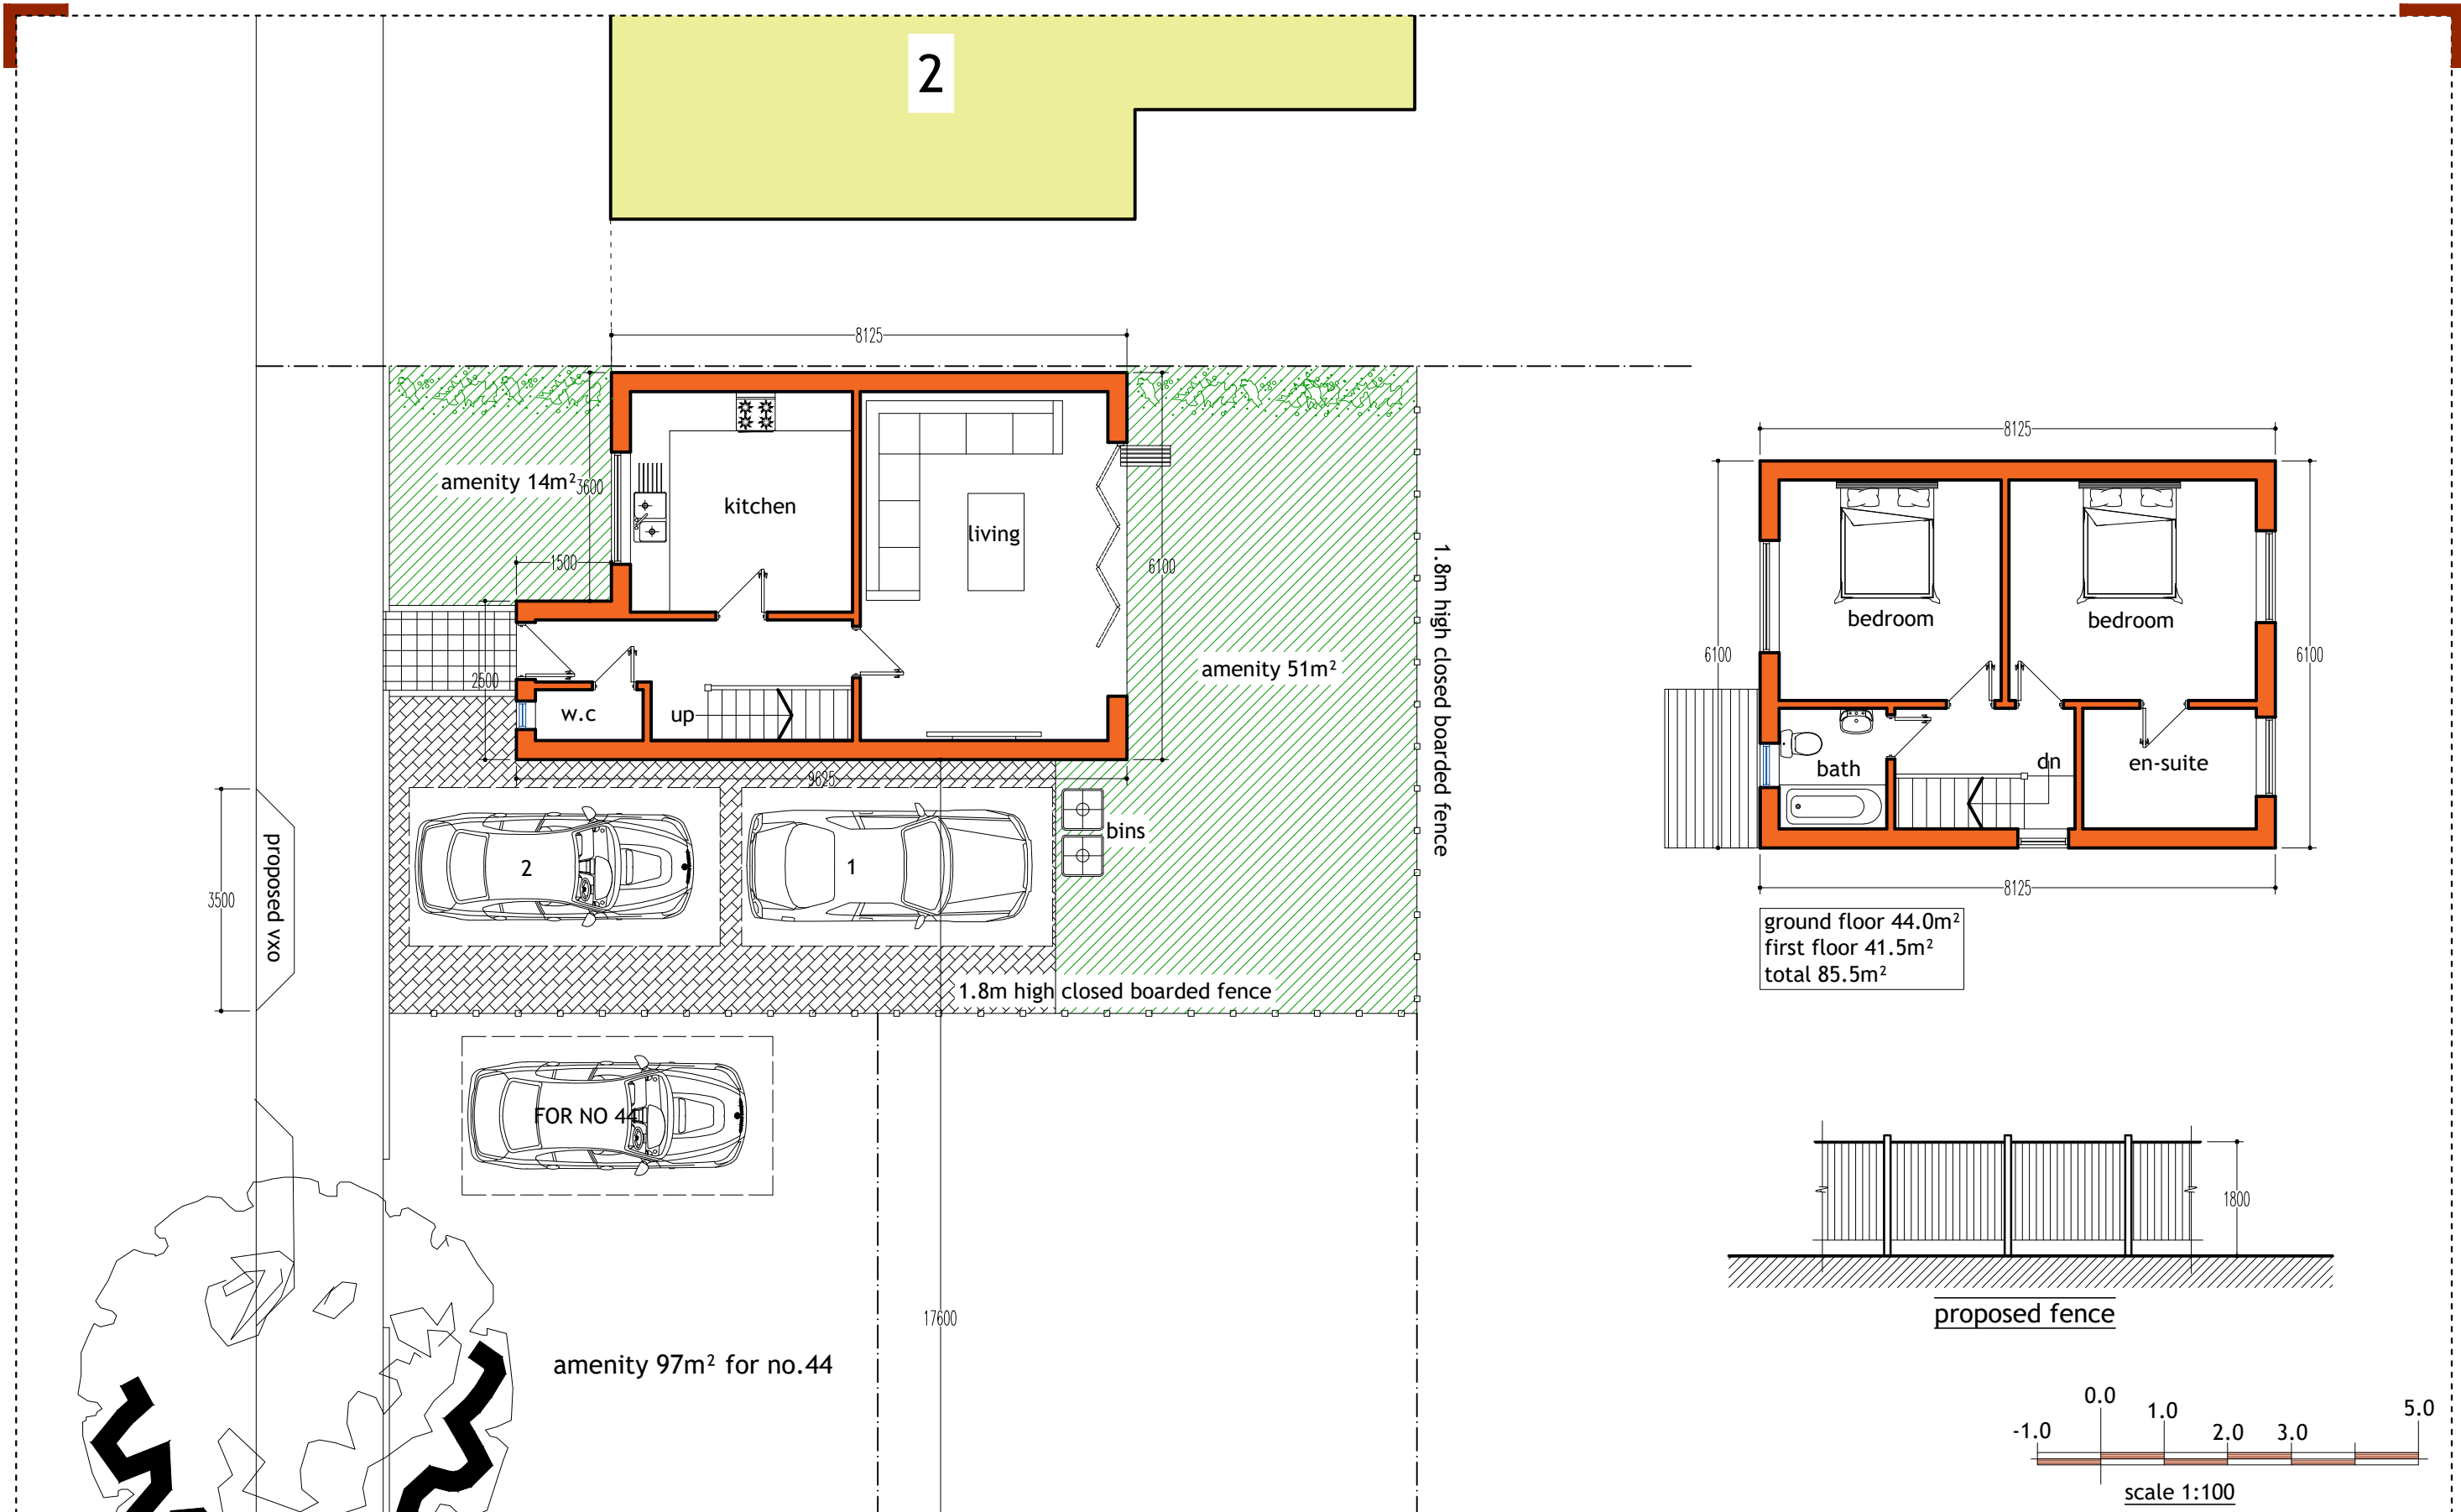 2
8125
amenity 14m²
3600
kitchen
living
1500
6100
2500
w.c
up
amenity 51m²
1.8m high closed boarded fence
9625
2
1
bins
3500
proposed vxo
1.8m high closed boarded fence
FOR NO 44
17600
amenity 97m² for no.44
8125
bedroom
bedroom
6100
6100
bath
dn
en-suite
8125
ground floor 44.0m²
first floor 41.5m²
total 85.5m²
1800
proposed fence
-1.0
0.0
1.0
2.0
3.0
5.0
scale 1:100